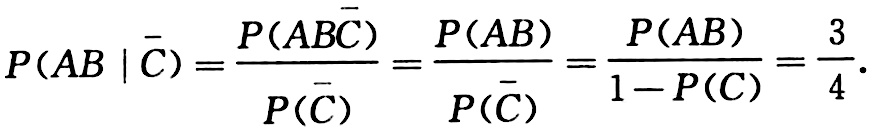 P(AB | C̄) = P(ABC̄) / P(C̄) = P(AB) / P(C̄) = P(AB) / (1 − P(C)) = 3/4.